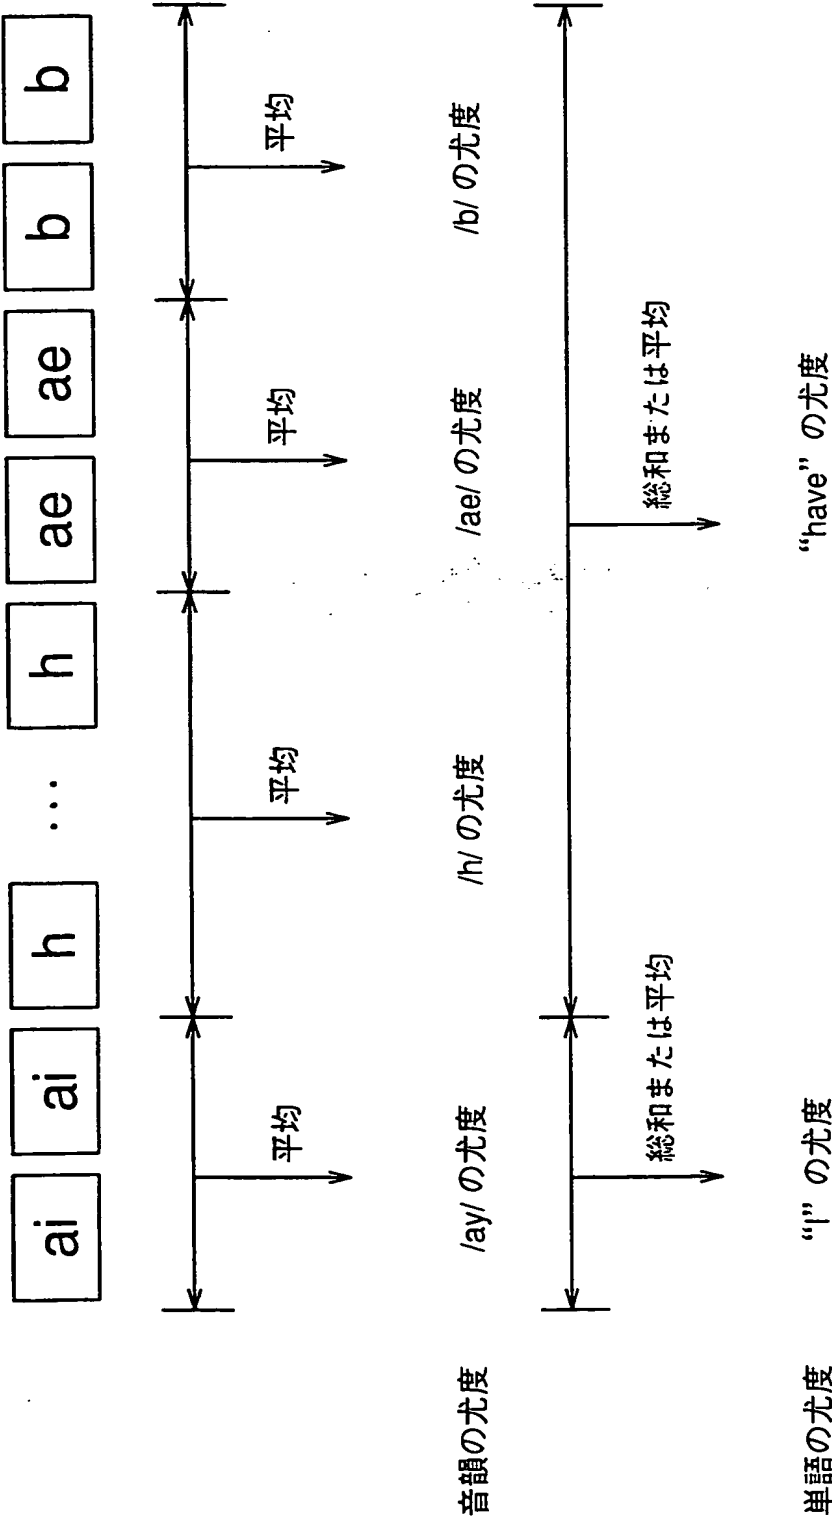 ai ai h … h ae ae b b
平均 平均 平均 平均
音韻の尤度 /ay/ の尤度 /h/ の尤度 /ae/ の尤度 /b/ の尤度
総和または平均 総和または平均
単語の尤度 “I” の尤度 “have” の尤度